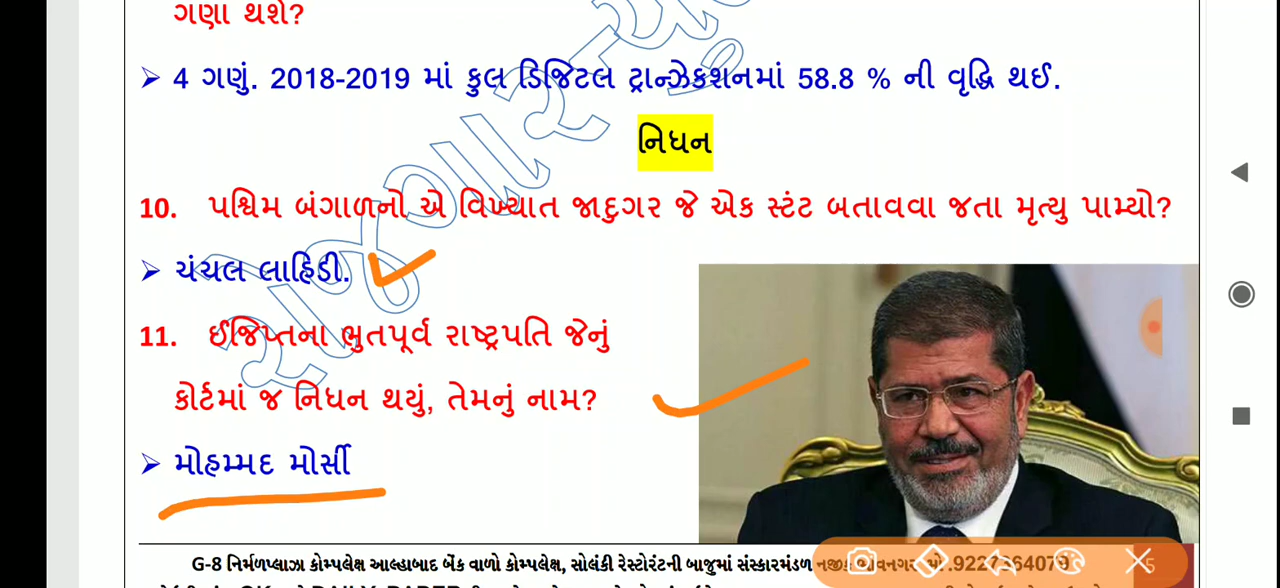 ગણા થશે?
➤ 4 ગણું. 2018-2019 માં કુલ ડિજિટલ ટ્રાન્ઝેકશનમાં 58.8 % ની વૃદ્ધિ થઈ.
નિધન
10. પશ્ચિમ બંગાળનો એ વિખ્યાત જાદુગર જે એક સ્ટંટ બતાવવા જતા મૃત્યુ પામ્યો?
➤ ચંચલ લાહિડી.
11. ઈજિપ્તના ભુતપૂર્વ રાષ્ટ્રપતિ જેનું
કોર્ટમાં જ નિધન થયું, તેમનું નામ?
➤ મોહમ્મદ મોર્સી
G-8 નિર્મળપ્લાઝા કોમ્પલેક્ષ આલ્હાબાદ બેંક વાળો કોમ્પલેક્ષ, સોલંકી રેસ્ટોરંટની બાજુમાં સંસ્કારમંડળ
5